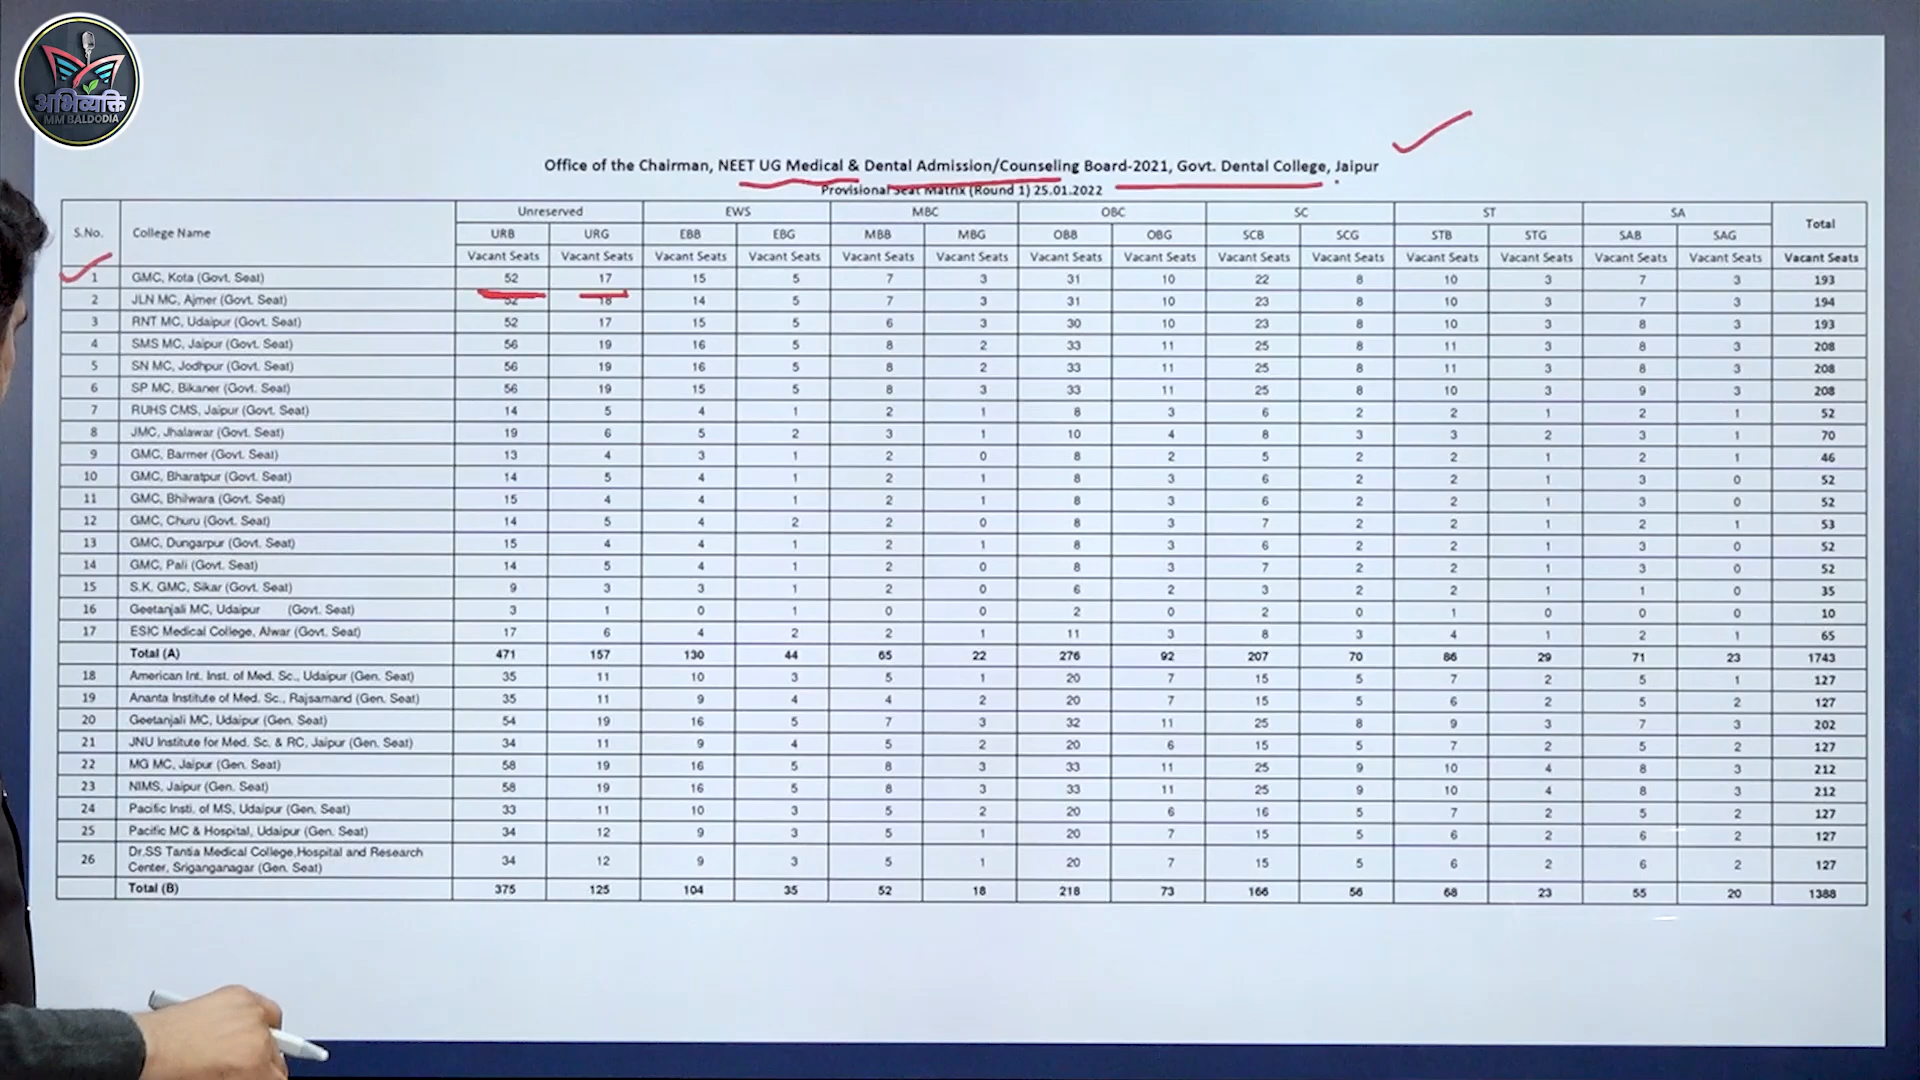 अभिव्यक्ति
MM BALDODIA
Office of the Chairman, NEET UG Medical & Dental Admission/Counseling Board-2021, Govt. Dental College, Jaipur
Provisional Seat Matrix (Round 1) 25.01.2022
S.No. College Name Unreserved EWS MBC OBC SC ST SA Total
URB URG EBB EBG MBB MBG OBB OBG SCB SCG STB STG SAB SAG
Vacant Seats Vacant Seats Vacant Seats Vacant Seats Vacant Seats Vacant Seats Vacant Seats Vacant Seats Vacant Seats Vacant Seats Vacant Seats Vacant Seats Vacant Seats Vacant Seats Vacant Seats
1 GMC, Kota (Govt. Seat) 52 17 15 5 7 3 31 10 22 8 10 3 7 3 193
2 JLN MC, Ajmer (Govt. Seat) 52 18 14 5 7 3 31 10 23 8 10 3 7 3 194
3 RNT MC, Udaipur (Govt. Seat) 52 17 15 5 6 3 30 10 23 8 10 3 8 3 193
4 SMS MC, Jaipur (Govt. Seat) 56 19 16 5 8 2 33 11 25 8 11 3 8 3 208
5 SN MC, Jodhpur (Govt. Seat) 56 19 16 5 8 2 33 11 25 8 11 3 8 3 208
6 SP MC, Bikaner (Govt. Seat) 56 19 15 5 8 3 33 11 25 8 10 3 9 3 208
7 RUHS CMS, Jaipur (Govt. Seat) 14 5 4 1 2 1 8 3 6 2 2 1 2 1 52
8 JMC, Jhalawar (Govt. Seat) 19 6 5 2 3 1 10 4 8 3 3 2 3 1 70
9 GMC, Barmer (Govt. Seat) 13 4 3 1 2 0 8 2 5 2 2 1 2 1 46
10 GMC, Bharatpur (Govt. Seat) 14 5 4 1 2 1 8 3 6 2 2 1 3 0 52
11 GMC, Bhilwara (Govt. Seat) 15 4 4 1 2 1 8 3 6 2 2 1 3 0 52
12 GMC, Churu (Govt. Seat) 14 5 4 2 2 0 8 3 7 2 2 1 2 1 53
13 GMC, Dungarpur (Govt. Seat) 15 4 4 1 2 1 8 3 6 2 2 1 3 0 52
14 GMC, Pali (Govt. Seat) 14 5 4 1 2 0 8 3 7 2 2 1 3 0 52
15 S.K. GMC, Sikar (Govt. Seat) 9 3 3 1 2 0 6 2 3 2 2 1 1 0 35
16 Geetanjali MC, Udaipur (Govt. Seat) 3 1 0 1 0 0 2 0 2 0 1 0 0 0 10
17 ESIC Medical College, Alwar (Govt. Seat) 17 6 4 2 2 1 11 3 8 3 4 1 2 1 65
Total (A) 471 157 130 44 65 22 276 92 207 70 86 29 71 23 1743
18 American Int. Inst. of Med. Sc., Udaipur (Gen. Seat) 35 11 10 3 5 1 20 7 15 5 7 2 5 1 127
19 Ananta Institute of Med. Sc., Rajsamand (Gen. Seat) 35 11 9 4 4 2 20 7 15 5 6 2 5 2 127
20 Geetanjali MC, Udaipur (Gen. Seat) 54 19 16 5 7 3 32 11 25 8 9 3 7 3 202
21 JNU Institute for Med. Sc. & RC, Jaipur (Gen. Seat) 34 11 9 4 5 2 20 6 15 5 7 2 5 2 127
22 MG MC, Jaipur (Gen. Seat) 58 19 16 5 8 3 33 11 25 9 10 4 8 3 212
23 NIMS, Jaipur (Gen. Seat) 58 19 16 5 8 3 33 11 25 9 10 4 8 3 212
24 Pacific Insti. of MS, Udaipur (Gen. Seat) 33 11 10 3 5 2 20 6 16 5 7 2 5 2 127
25 Pacific MC & Hospital, Udaipur (Gen. Seat) 34 12 9 3 5 1 20 7 15 5 6 2 6 2 127
26 Dr.SS Tantia Medical College,Hospital and Research
Center, Sriganganagar (Gen. Seat) 34 12 9 3 5 1 20 7 15 5 6 2 6 2 127
Total (B) 375 125 104 35 52 18 218 73 166 56 68 23 55 20 1388